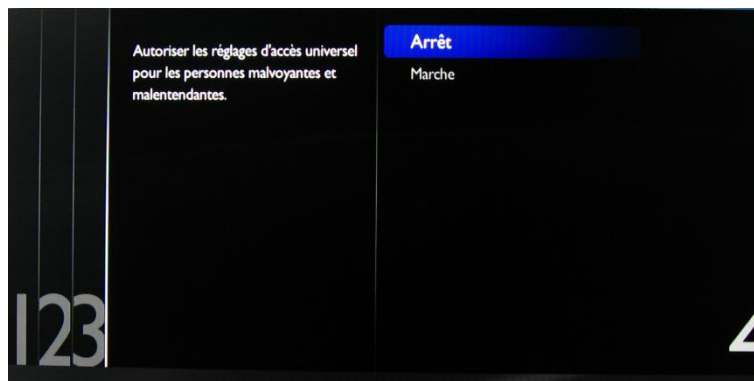 Autoriser les réglages d'accès universel
pour les personnes malvoyantes et
malentendantes.
Arrêt
Marche
123